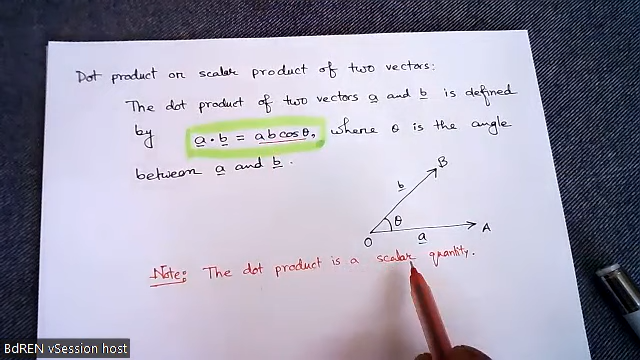 Dot product or scalar product of two vectors:
The dot product of two vectors a and b is defined
by a · b = ab cos θ, where θ is the angle
between a and b.
B
b
θ
O a A
Note: The dot product is a scalar quantity.
BdREN vSession host